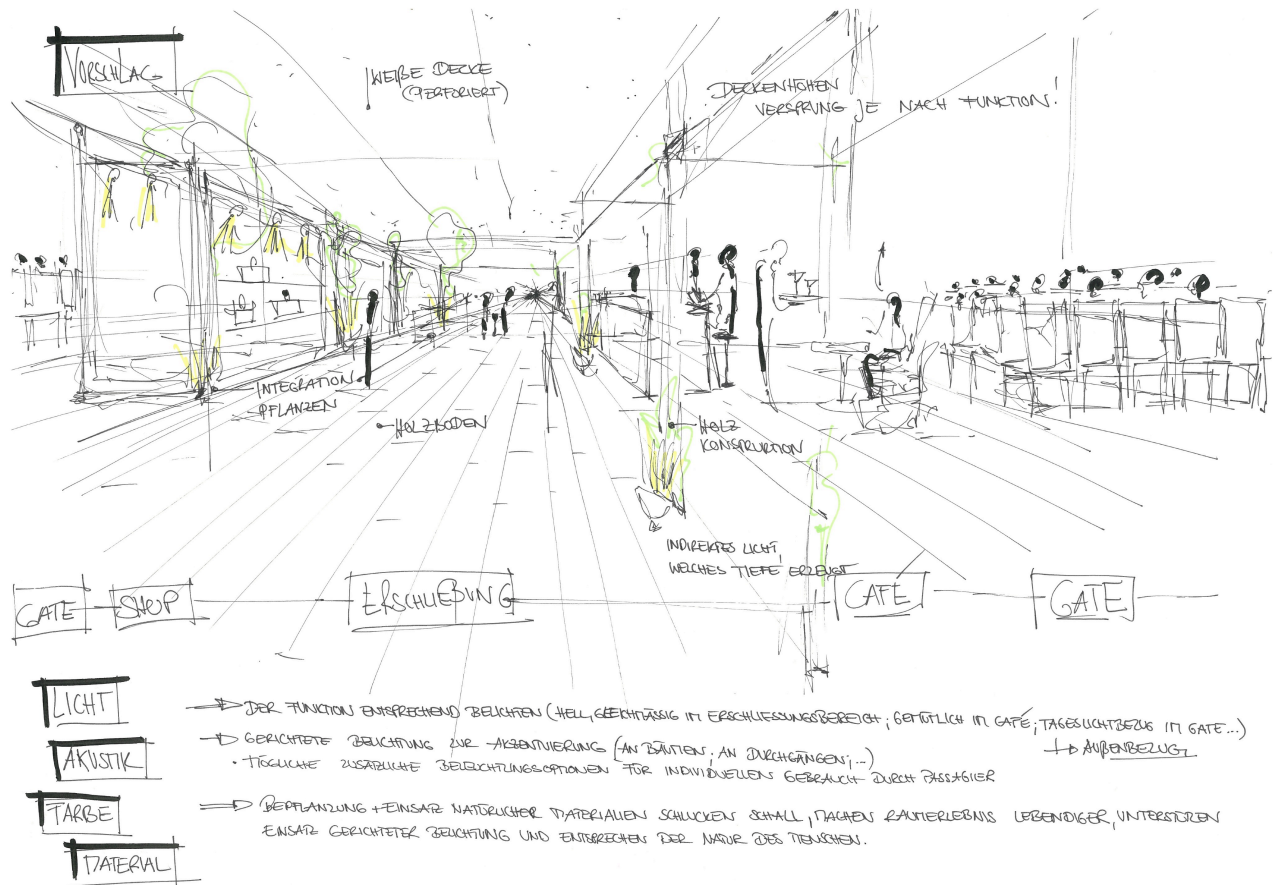 VORSCHLAG
WEIßE DECKE
(PERFORIERT)
DECKENHÖHEN
VERSPRUNG JE NACH FUNKTION!
INTEGRATION
PFLANZEN
HOLZBODEN
HOLZ
KONSTRUKTION
INDIREKTES LICHT,
WELCHES TIEFE ERZEUGT
GATE
SHOP
ERSCHLIEßUNG
CAFE
GATE
LICHT
→ DER FUNKTION ENTSPRECHEND BELICHTEN (HELL, GLEICHMÄSSIG IM ERSCHLIESSUNGSBEREICH; GEMÜTLICH IM CAFÉ; TAGESLICHTBEZUG IM GATE...)
↳ AUßENBEZUG
AKUSTIK
→ GERICHTETE BELICHTUNG ZUR AKZENTUIERUNG (AN BÄUMEN; AN DURCHGÄNGEN; ...)
• MÖGLICHE ZUSÄTZLICHE BELEUCHTUNGSOPTIONEN FÜR INDIVIDUELLEN GEBRAUCH DURCH PASSAGIER
FARBE
→ BEPFLANZUNG + EINSATZ NATÜRLICHER MATERIALIEN SCHLUCKEN SCHALL, MACHEN RAUMERLEBNIS LEBENDIGER, UNTERSTÜTZEN
EINSATZ GERICHTETER BELICHTUNG UND ENTSPRECHEN DER NATUR DES MENSCHEN.
MATERIAL